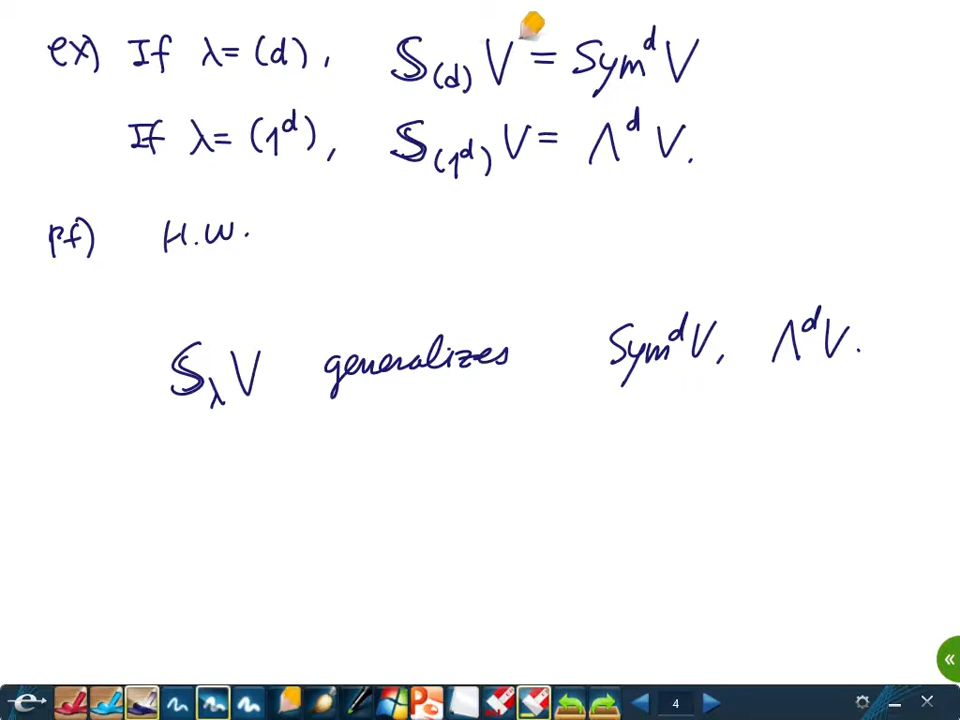 ex) If λ=(d), 𝕊_(d) V = Sym^d V
If λ=(1^d), 𝕊_(1^d) V = Λ^d V.
pf) H.W.
𝕊_λ V generalizes Sym^d V, Λ^d V.
4